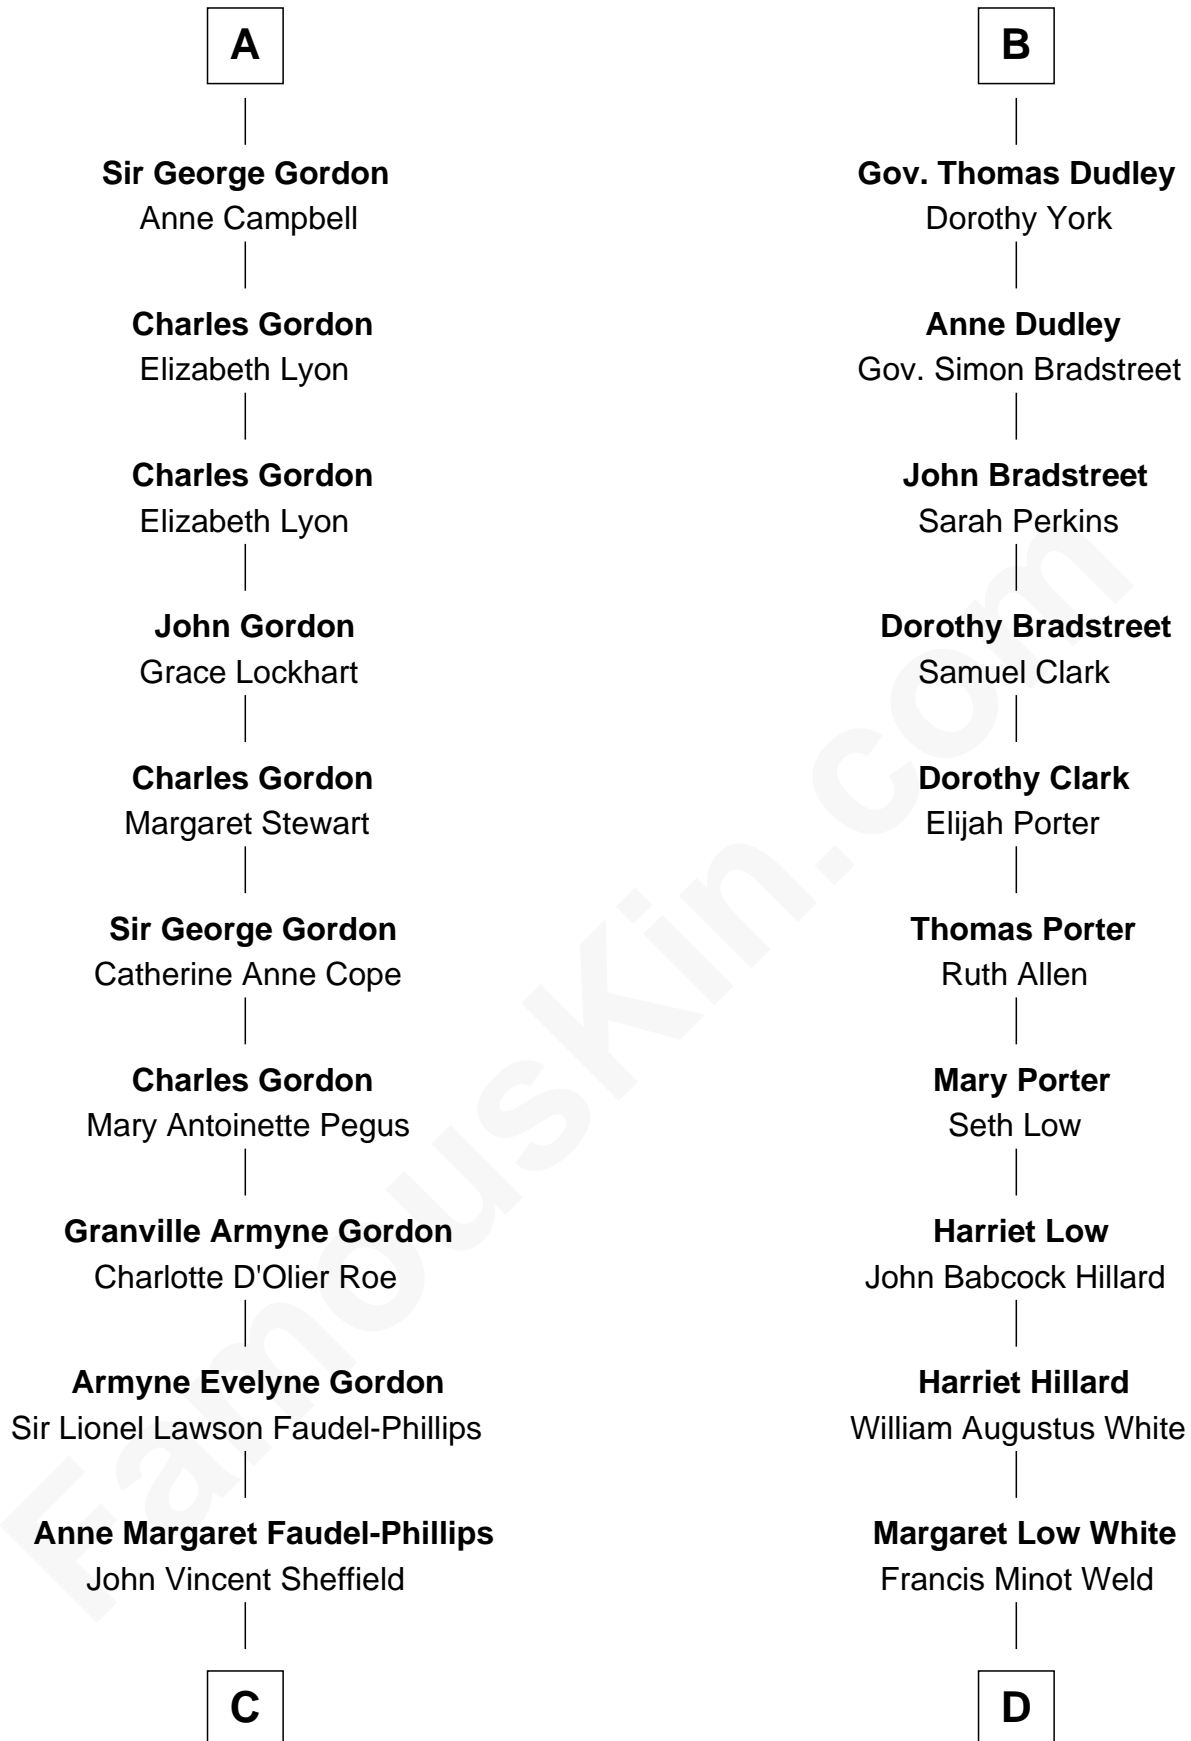 A
B
Sir George Gordon
Anne Campbell
Gov. Thomas Dudley
Dorothy York
Charles Gordon
Elizabeth Lyon
Anne Dudley
Gov. Simon Bradstreet
Charles Gordon
Elizabeth Lyon
John Bradstreet
Sarah Perkins
John Gordon
Grace Lockhart
Dorothy Bradstreet
Samuel Clark
Charles Gordon
Margaret Stewart
Dorothy Clark
Elijah Porter
Sir George Gordon
Catherine Anne Cope
Thomas Porter
Ruth Allen
Charles Gordon
Mary Antoinette Pegus
Mary Porter
Seth Low
Granville Armyne Gordon
Charlotte D'Olier Roe
Harriet Low
John Babcock Hillard
Armyne Evelyne Gordon
Sir Lionel Lawson Faudel-Phillips
Harriet Hillard
William Augustus White
Anne Margaret Faudel-Phillips
John Vincent Sheffield
Margaret Low White
Francis Minot Weld
C
D
FamousKin.com